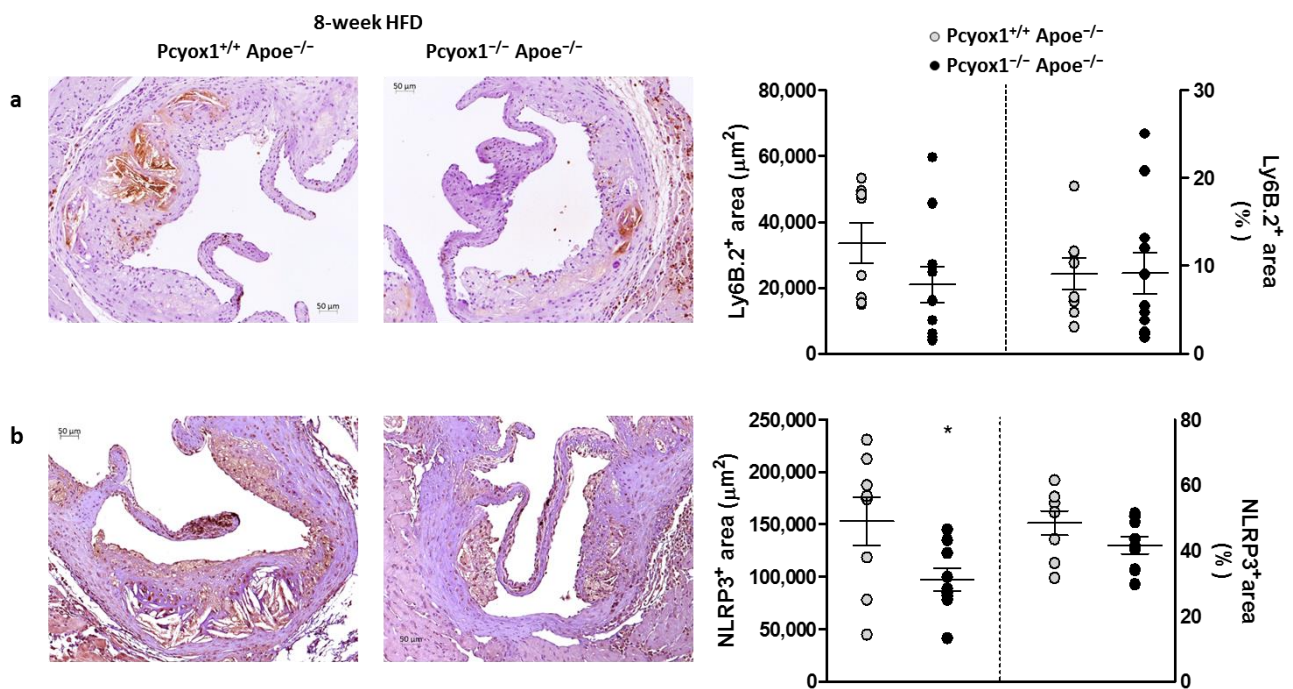 8-week HFD
Pcyox1+/+ Apoe−/−
Pcyox1−/− Apoe−/−
Pcyox1+/+ Apoe−/−
Pcyox1−/− Apoe−/−
a
50 µm
50 µm
Ly6B.2+ area (µm2)
80,000
60,000
40,000
20,000
0
30
20
10
0
Ly6B.2+ area
(%)
b
50 µm
50 µm
NLRP3+ area (µm2)
250,000
200,000
150,000
100,000
50,000
0
*
80
60
40
20
0
NLRP3+ area
(%)